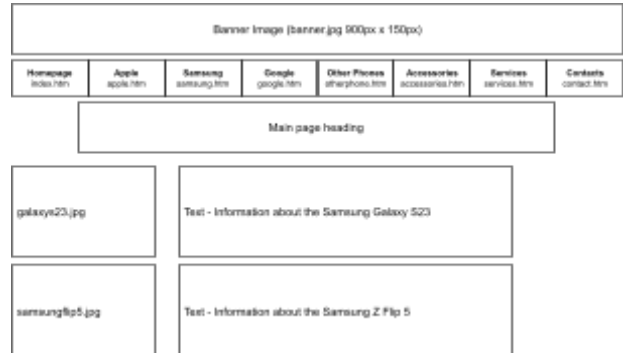 Banner Image (banner.jpg 900px x 150px)
Homepage Apple Samsung Google Other Phones Accessories Services Contacts
index.htm apple.htm samsung.htm google.htm otherphone.htm accessories.htm services.htm contact.htm
Main page heading
galaxys23.jpg Text - Information about the Samsung Galaxy S23
samsungflip5.jpg Text - Information about the Samsung Z Flip 5